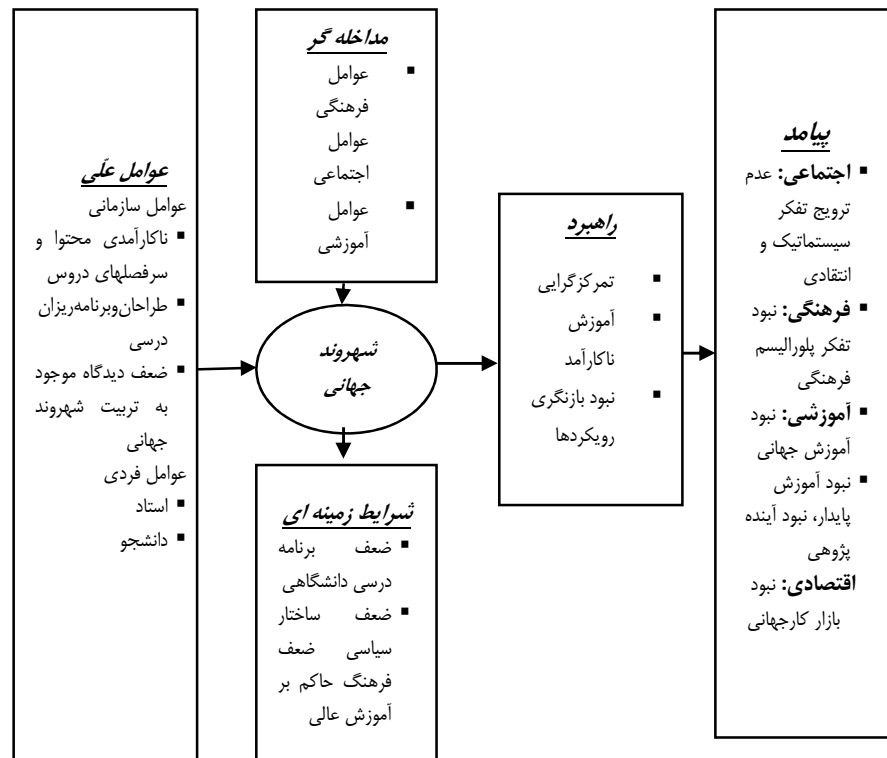 عوامل علّی
عوامل سازمانی
▪ ناکارآمدی محتوا و
سرفصلهای دروس
▪ طراحان‌وبرنامه‌ریزان
درسی
▪ ضعف دیدگاه موجود
به تربیت شهروند
جهانی
عوامل فردی
▪ استاد
▪ دانشجو
مداخله گر
▪ عوامل
فرهنگی
عوامل
اجتماعی
▪ عوامل
آموزشی
شهروند
جهانی
شرایط زمینه ای
▪ ضعف برنامه
درسی دانشگاهی
▪ ضعف ساختار
سیاسی ضعف
فرهنگ حاکم بر
آموزش عالی
راهبرد
▪ تمرکزگرایی
▪ آموزش
ناکارآمد
▪ نبود بازنگری
رویکردها
پیامد
▪ اجتماعی: عدم
ترویج تفکر
سیستماتیک و
انتقادی
▪ فرهنگی: نبود
تفکر پلورالیسم
فرهنگی
▪ آموزشی: نبود
آموزش جهانی
▪ نبود آموزش
پایدار، نبود آینده
پژوهی
اقتصادی: نبود
بازار کارجهانی